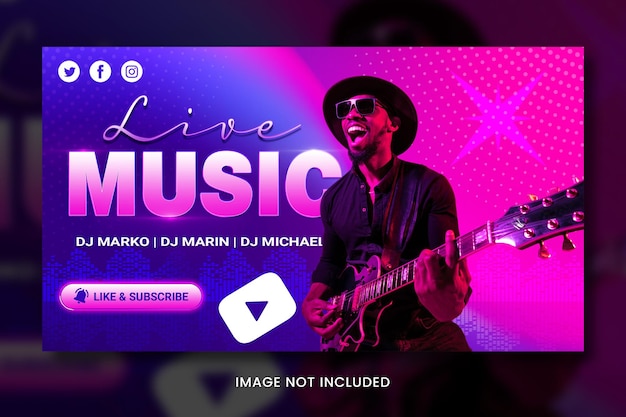 Live
MUSIC
DJ MARKO | DJ MARIN | DJ MICHAEL
LIKE & SUBSCRIBE
IMAGE NOT INCLUDED